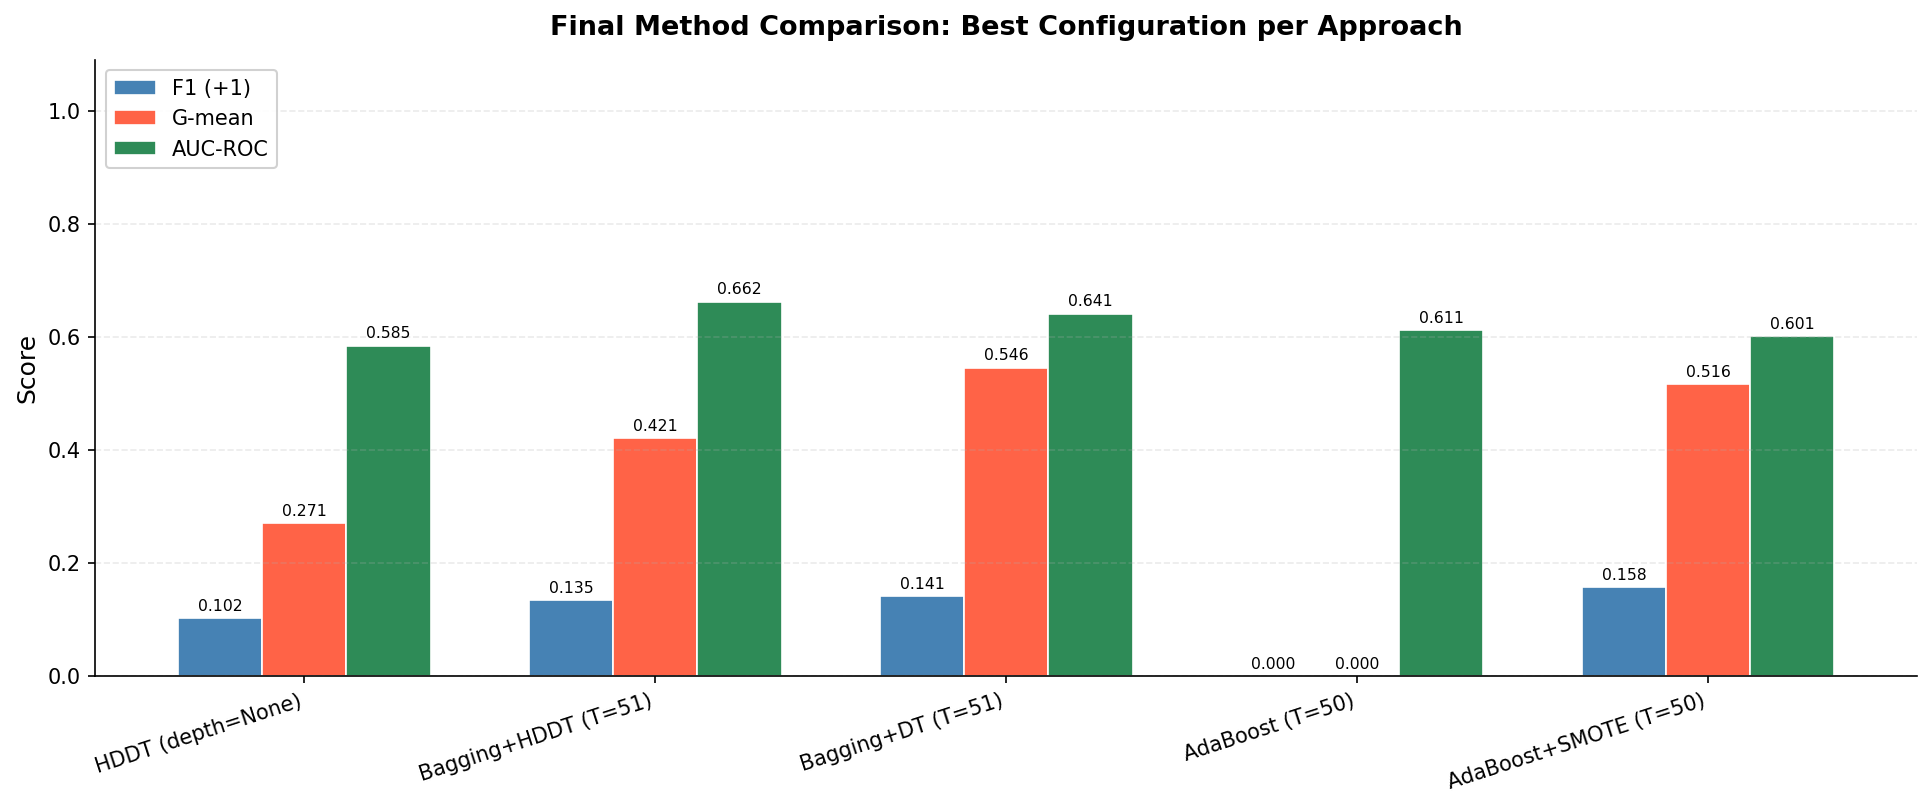 Final Method Comparison: Best Configuration per Approach
F1 (+1)
G-mean
AUC-ROC
Score
1.0
0.8
0.6
0.4
0.2
0.0
0.102
0.271
0.585
0.135
0.421
0.662
0.141
0.546
0.641
0.000
0.000
0.611
0.158
0.516
0.601
HDDT (depth=None)
Bagging+HDDT (T=51)
Bagging+DT (T=51)
AdaBoost (T=50)
AdaBoost+SMOTE (T=50)